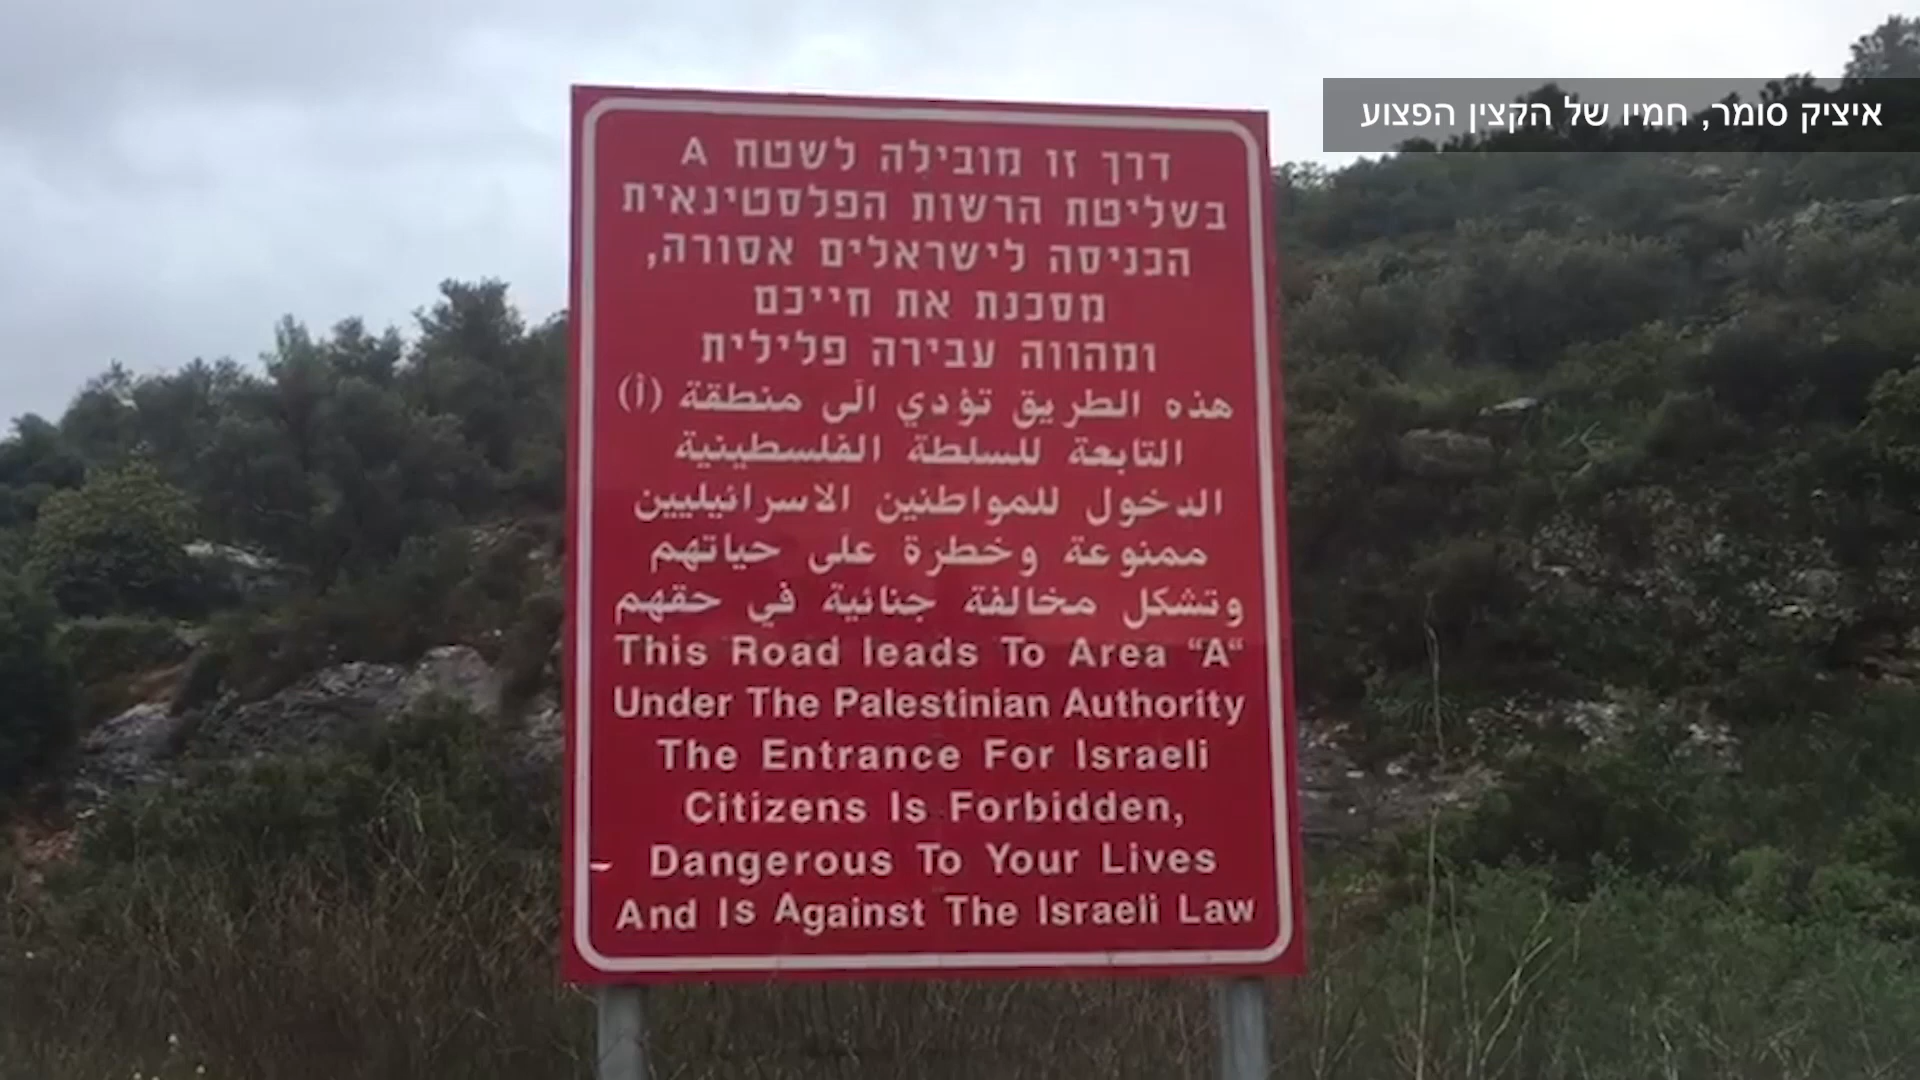 איציק סומר, חמיו של הקצין הפצוע
דרך זו מובילה לשטח A
בשליטת הרשות הפלסטינאית
הכניסה לישראלים אסורה,
מסכנת את חייכם
ומהווה עבירה פלילית
هذه الطريق تؤدي الى منطقة (أ)
التابعة للسلطة الفلسطينية
الدخول للمواطنين الاسرائيليين
ممنوعة وخطرة على حياتهم
وتشكل مخالفة جنائية في حقهم
This Road leads To Area “A“
Under The Palestinian Authority
The Entrance For Israeli
Citizens Is Forbidden,
Dangerous To Your Lives
And Is Against The Israeli Law